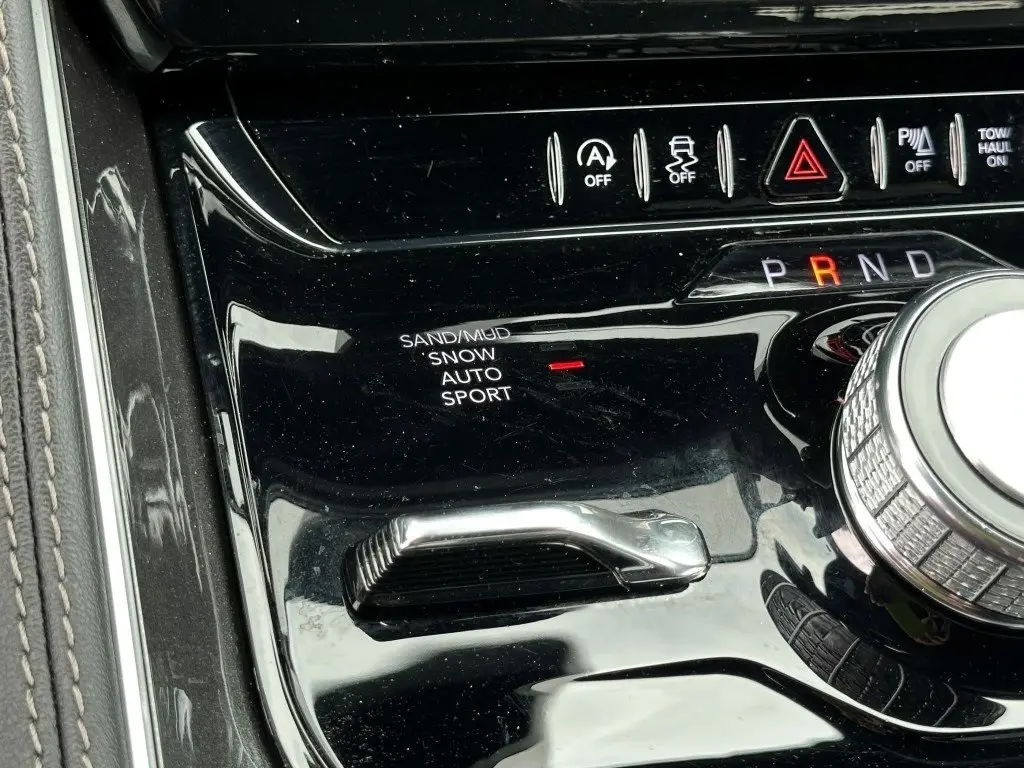 A
OFF
OFF
P
OFF
TOW/
HAUL
ON
P R N D
SAND/MUD
SNOW
AUTO
SPORT